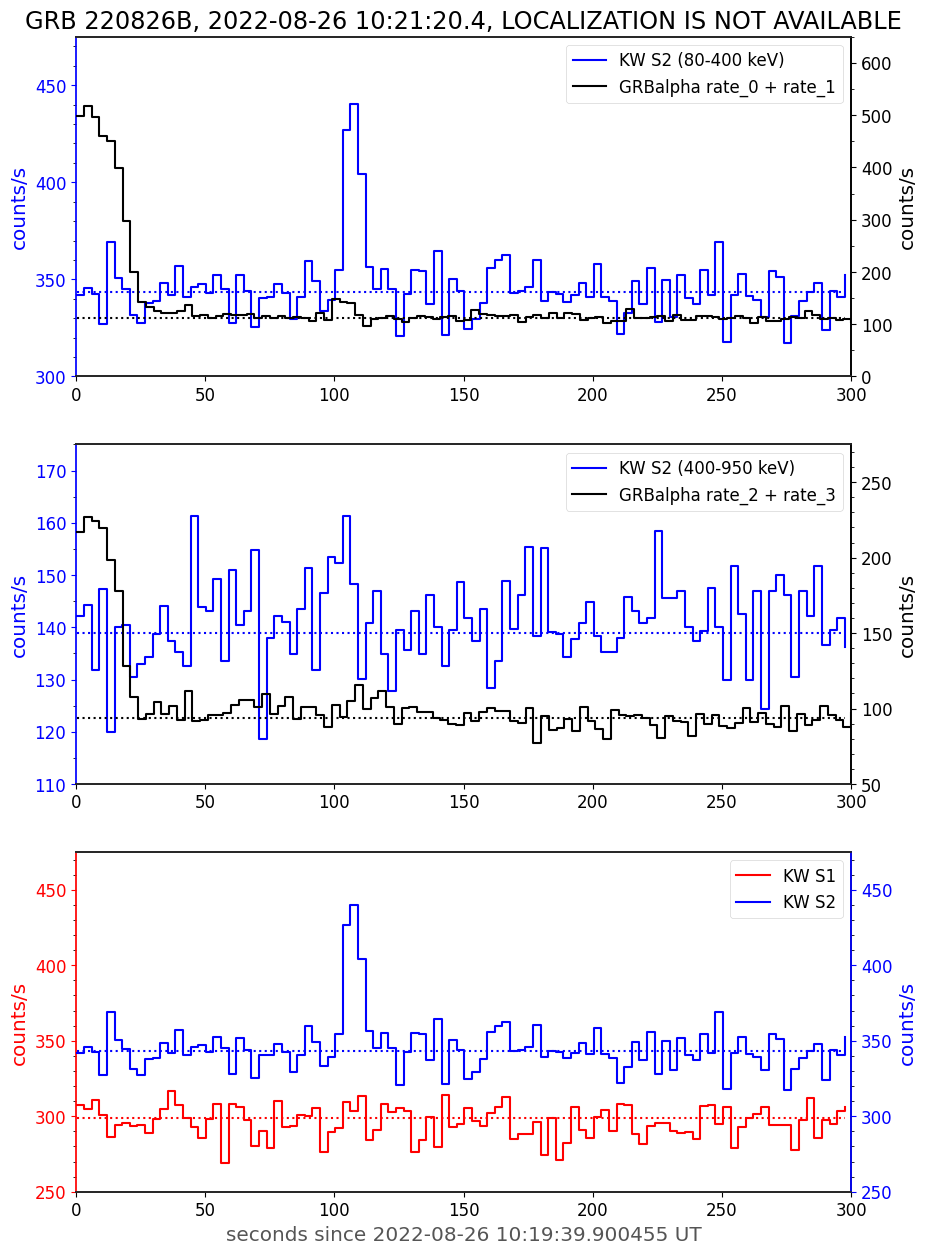 GRB 220826B, 2022-08-26 10:21:20.4, LOCALIZATION IS NOT AVAILABLE
KW S2 (80-400 keV)
GRBalpha rate_0 + rate_1
counts/s
counts/s
450
400
350
300
600
500
400
300
200
100
0
0 50 100 150 200 250 300
KW S2 (400-950 keV)
GRBalpha rate_2 + rate_3
counts/s
counts/s
170
160
150
140
130
120
110
250
200
150
100
50
0 50 100 150 200 250 300
KW S1
KW S2
counts/s
counts/s
450
400
350
300
250
450
400
350
300
250
0 50 100 150 200 250 300
seconds since 2022-08-26 10:19:39.900455 UT